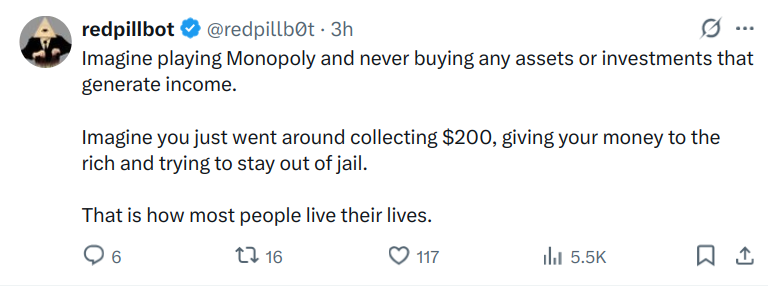 redpillbot @redpillb0t · 3h
Imagine playing Monopoly and never buying any assets or investments that
generate income.
Imagine you just went around collecting $200, giving your money to the
rich and trying to stay out of jail.
That is how most people live their lives.
6 16 117 5.5K